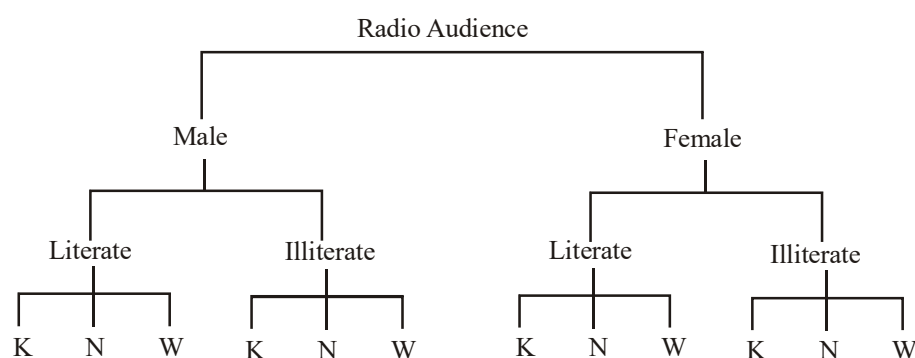 Radio Audience
Male Female
Literate Illiterate Literate Illiterate
K N W K N W K N W K N W